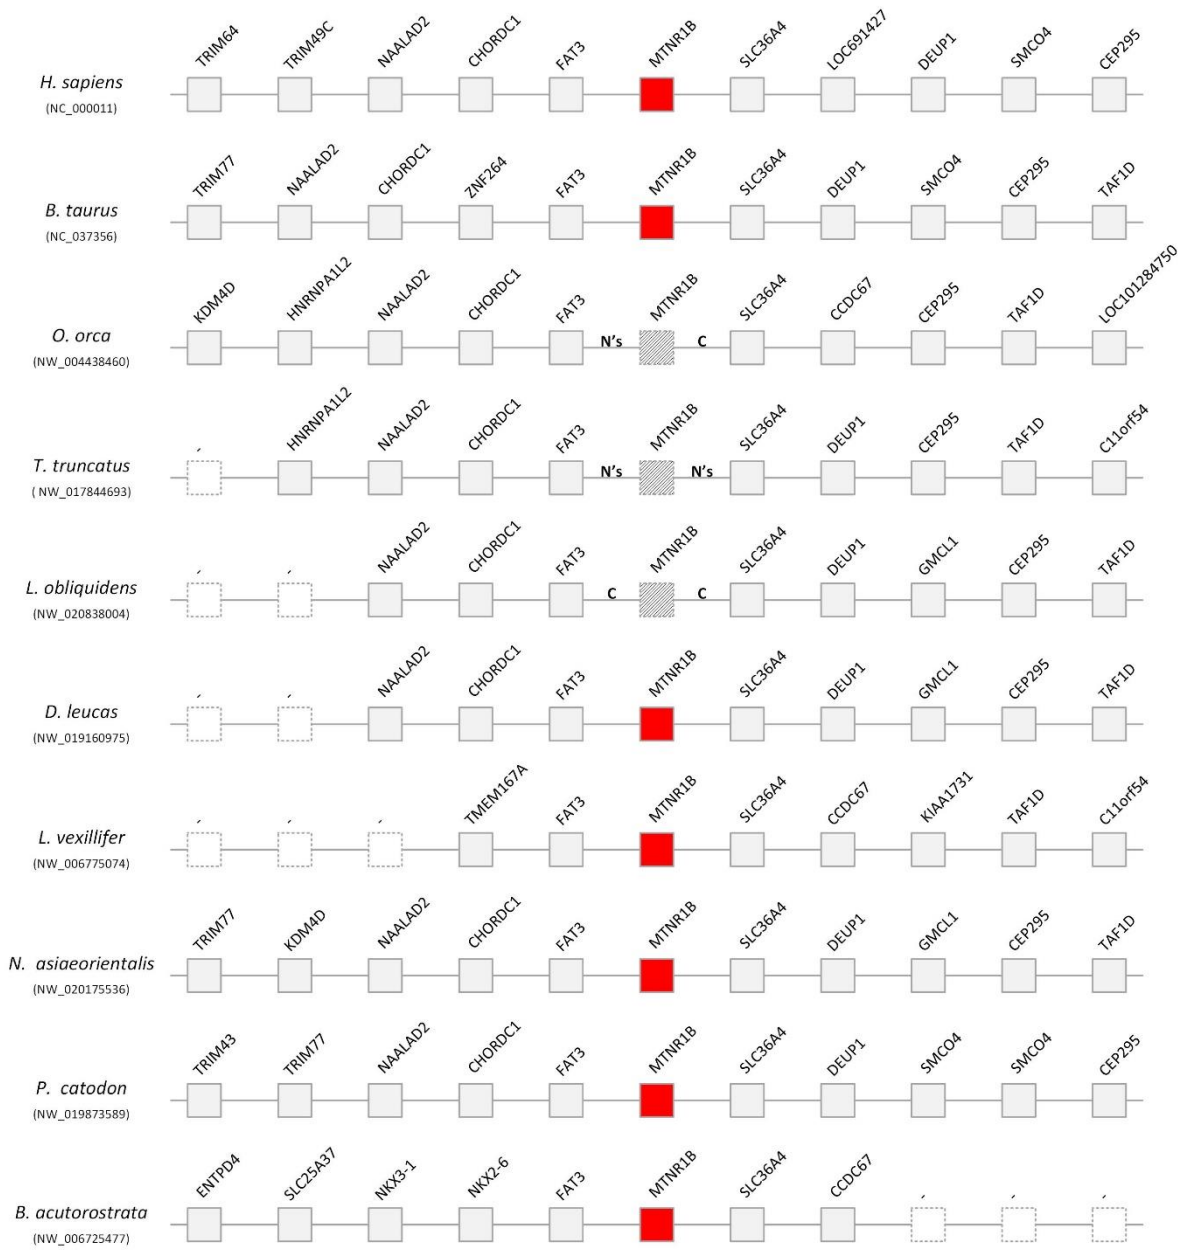 TRIM64 TRIM49C NAALAD2 CHORDC1 FAT3 MTNR1B SLC36A4 LOC691427 DEUP1 SMCO4 CEP295
H. sapiens
(NC_000011)
TRIM77 NAALAD2 CHORDC1 ZNF264 FAT3 MTNR1B SLC36A4 DEUP1 SMCO4 CEP295 TAF1D
B. taurus
(NC_037356)
KDM4D HNRNPA1L2 NAALAD2 CHORDC1 FAT3 MTNR1B SLC36A4 CCDC67 CEP295 TAF1D LOC101284750
O. orca N's C
(NW_004438460)
- HNRNPA1L2 NAALAD2 CHORDC1 FAT3 MTNR1B SLC36A4 DEUP1 CEP295 TAF1D C11orf54
T. truncatus N's N's
( NW_017844693)
- - NAALAD2 CHORDC1 FAT3 MTNR1B SLC36A4 DEUP1 GMCL1 CEP295 TAF1D
L. obliquidens C C
(NW_020838004)
- - NAALAD2 CHORDC1 FAT3 MTNR1B SLC36A4 DEUP1 GMCL1 CEP295 TAF1D
D. leucas
(NW_019160975)
- - - TMEM167A FAT3 MTNR1B SLC36A4 CCDC67 KIAA1731 TAF1D C11orf54
L. vexillifer
(NW_006775074)
TRIM77 KDM4D NAALAD2 CHORDC1 FAT3 MTNR1B SLC36A4 DEUP1 GMCL1 CEP295 TAF1D
N. asiaeorientalis
(NW_020175536)
TRIM43 TRIM77 NAALAD2 CHORDC1 FAT3 MTNR1B SLC36A4 DEUP1 SMCO4 SMCO4 CEP295
P. catodon
(NW_019873589)
ENTPD4 SLC25A37 NKX3-1 NKX2-6 FAT3 MTNR1B SLC36A4 CCDC67 - - -
B. acutorostrata
(NW_006725477)